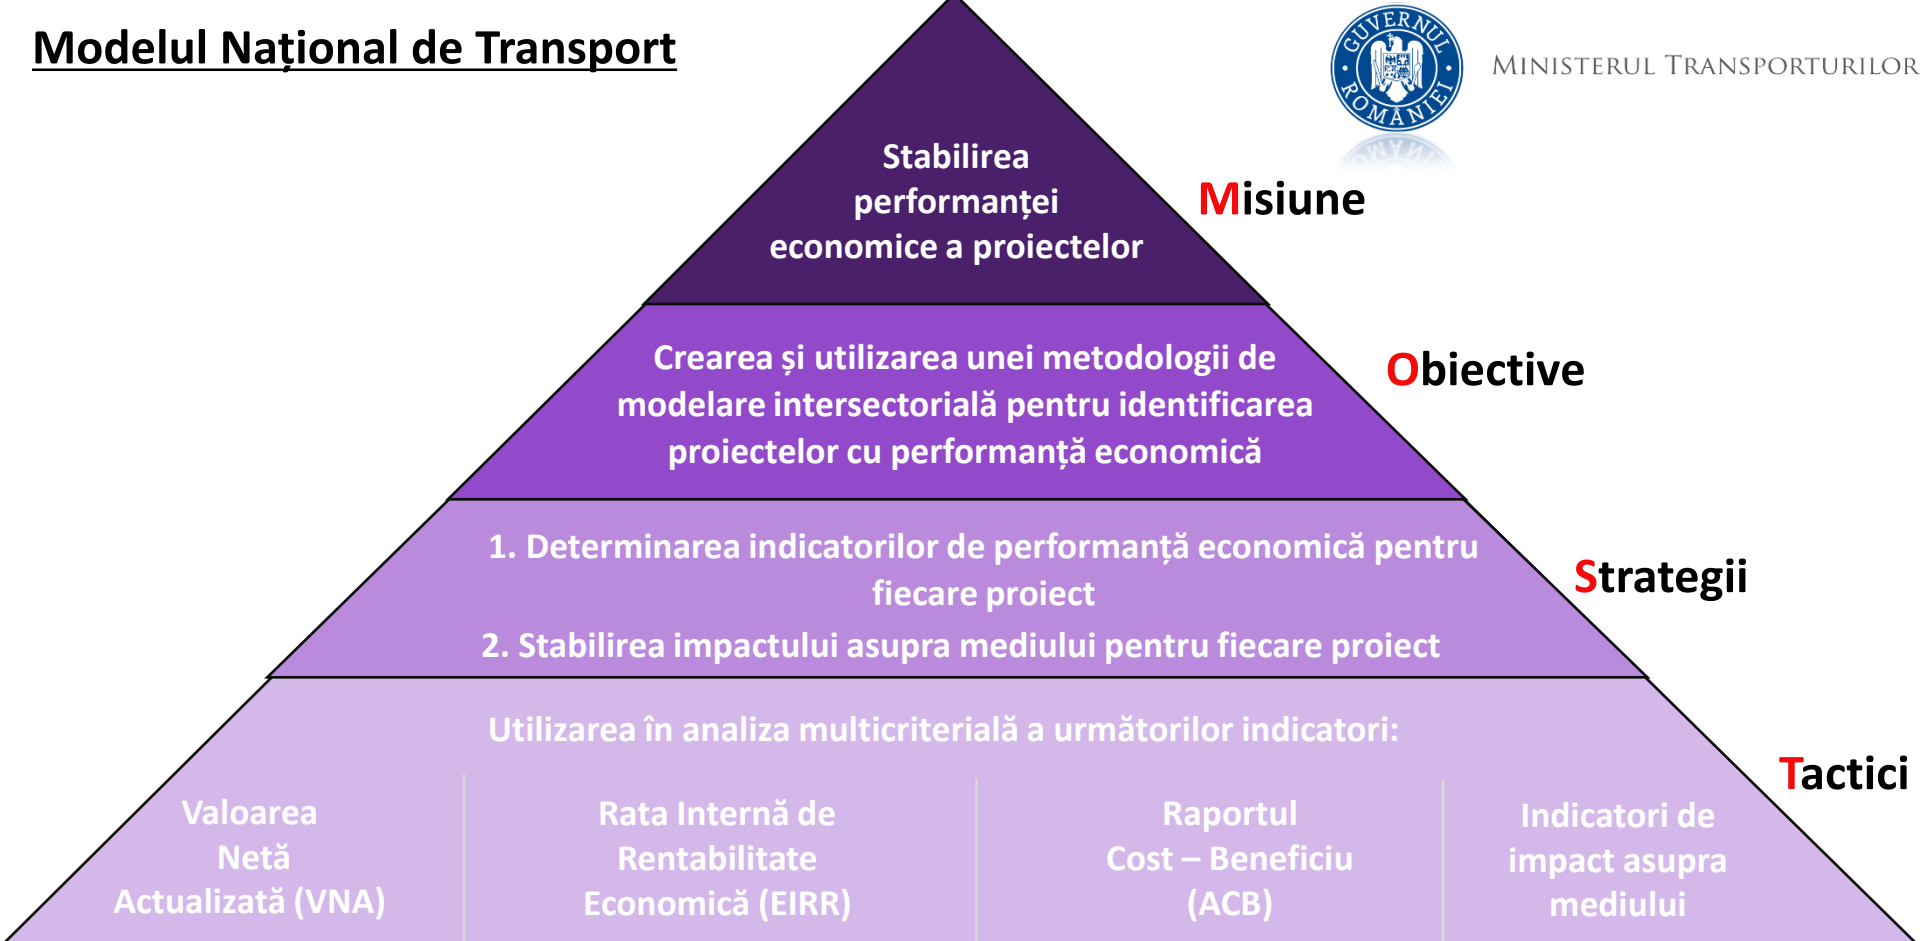 Modelul Național de Transport
GUVERNUL ROMÂNIEI
MINISTERUL TRANSPORTURILOR
Stabilirea
performanței
economice a proiectelor
Misiune
Crearea și utilizarea unei metodologii de
modelare intersectorială pentru identificarea
proiectelor cu performanță economică
Obiective
1. Determinarea indicatorilor de performanță economică pentru
fiecare proiect
2. Stabilirea impactului asupra mediului pentru fiecare proiect
Strategii
Utilizarea în analiza multicriterială a următorilor indicatori:
Tactici
Valoarea
Netă
Actualizată (VNA)
Rata Internă de
Rentabilitate
Economică (EIRR)
Raportul
Cost – Beneficiu
(ACB)
Indicatori de
impact asupra
mediului